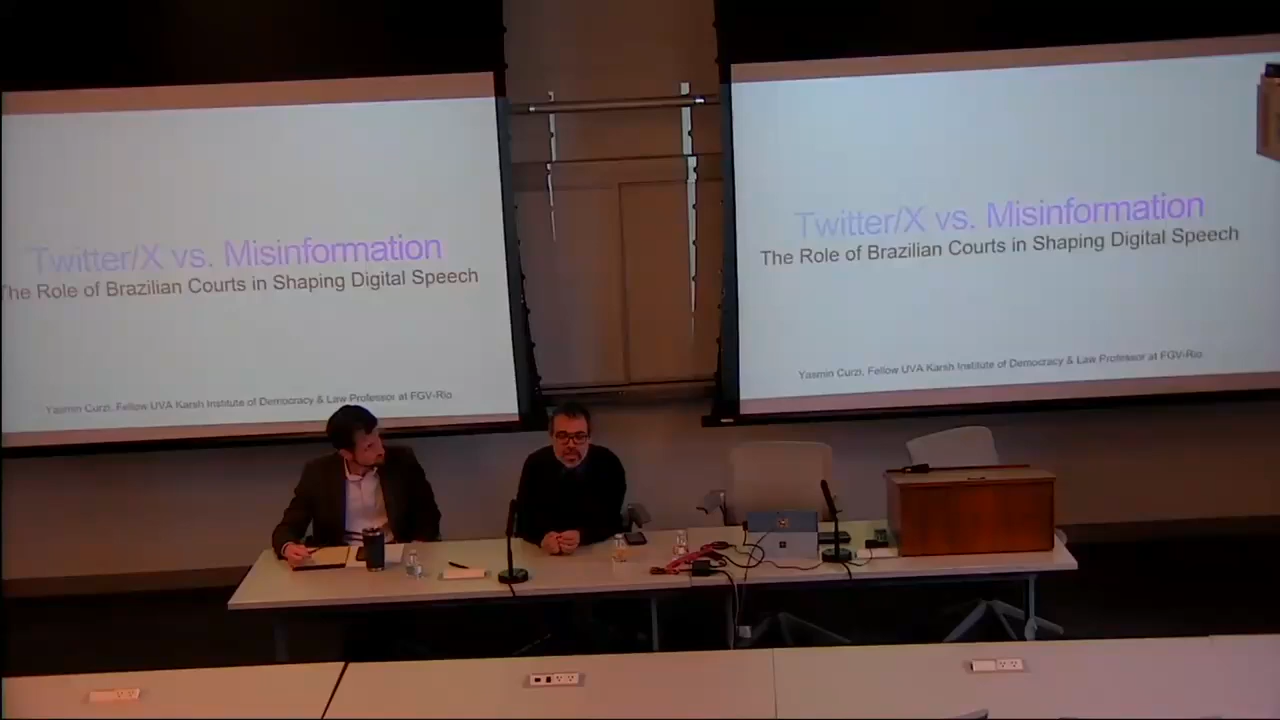 Twitter/X vs. Misinformation
The Role of Brazilian Courts in Shaping Digital Speech
Yasmin Curzi, Fellow UVA Karsh Institute of Democracy & Law Professor at FGV-Rio
Twitter/X vs. Misinformation
The Role of Brazilian Courts in Shaping Digital Speech
Yasmin Curzi, Fellow UVA Karsh Institute of Democracy & Law Professor at FGV-Rio